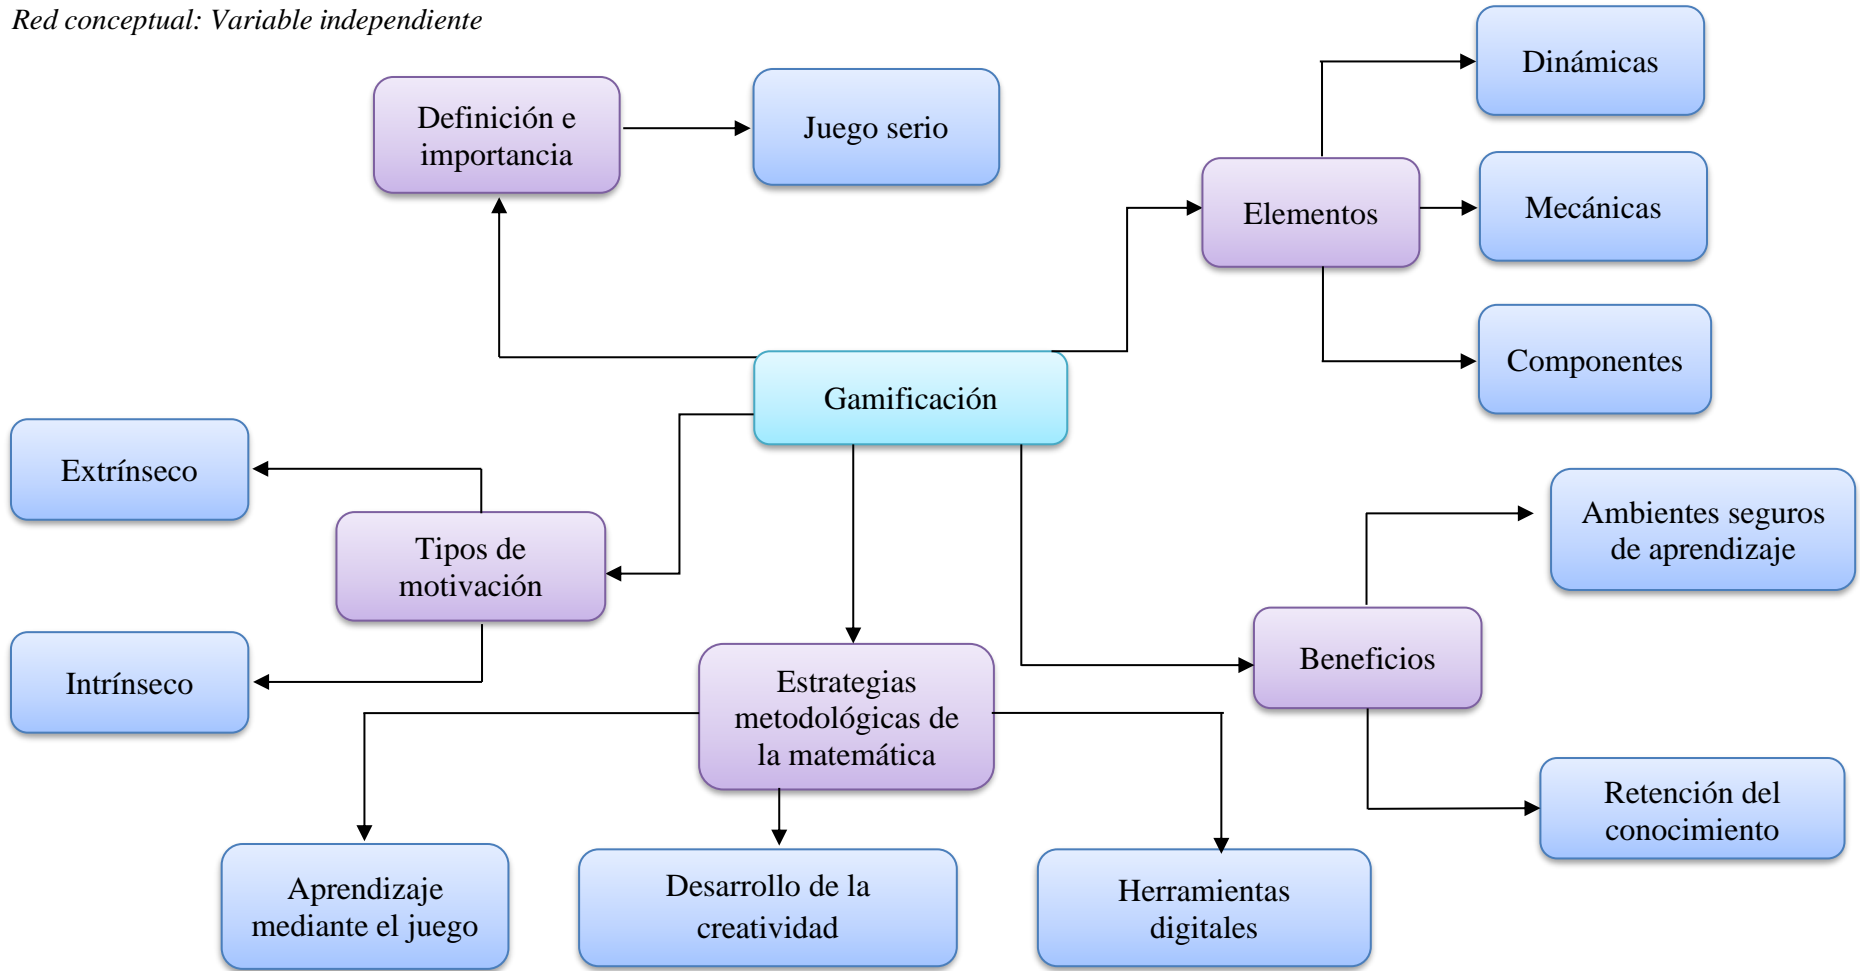 Red conceptual: Variable independiente
Definición e
importancia
Juego serio
Dinámicas
Elementos
Mecánicas
Componentes
Gamificación
Extrínseco
Tipos de
motivación
Intrínseco
Ambientes seguros
de aprendizaje
Beneficios
Retención del
conocimiento
Estrategias
metodológicas de
la matemática
Aprendizaje
mediante el juego
Desarrollo de la
creatividad
Herramientas
digitales